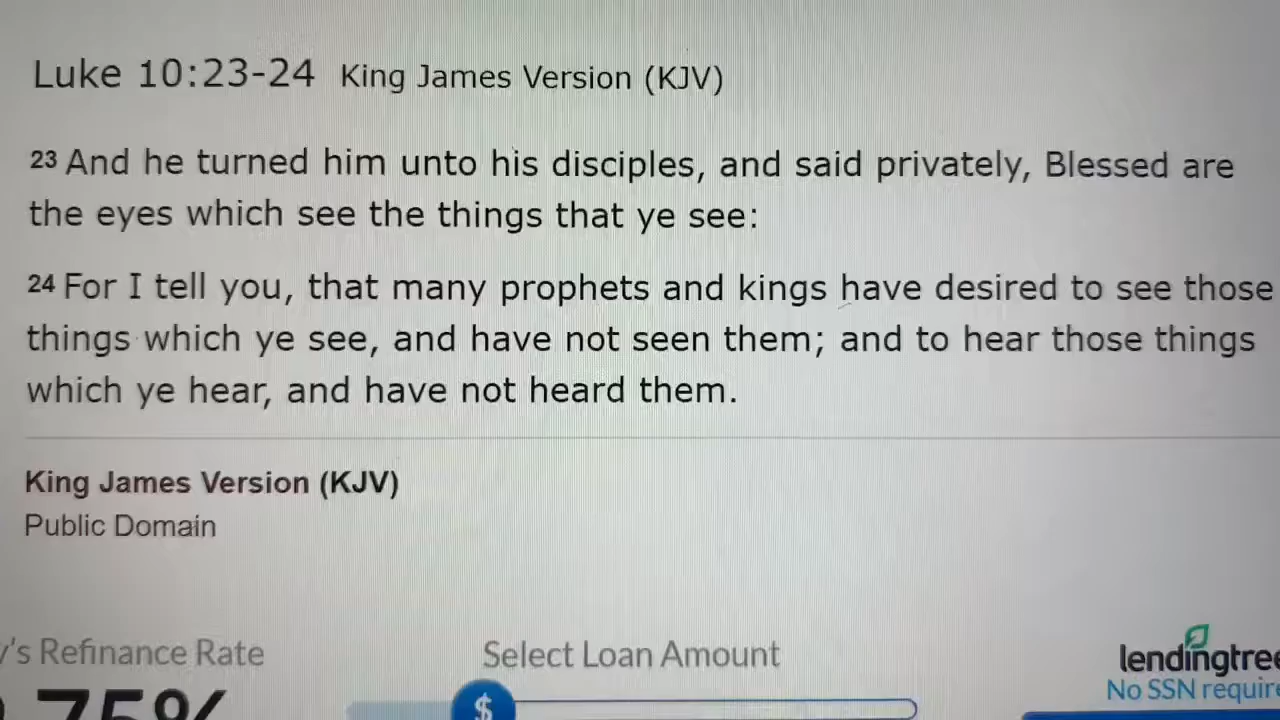 Luke 10:23-24 King James Version (KJV)
23 And he turned him unto his disciples, and said privately, Blessed are
the eyes which see the things that ye see:
24 For I tell you, that many prophets and kings have desired to see those
things which ye see, and have not seen them; and to hear those things
which ye hear, and have not heard them.
King James Version (KJV)
Public Domain
's Refinance Rate
Select Loan Amount
lendingtree
No SSN require
.75%
$